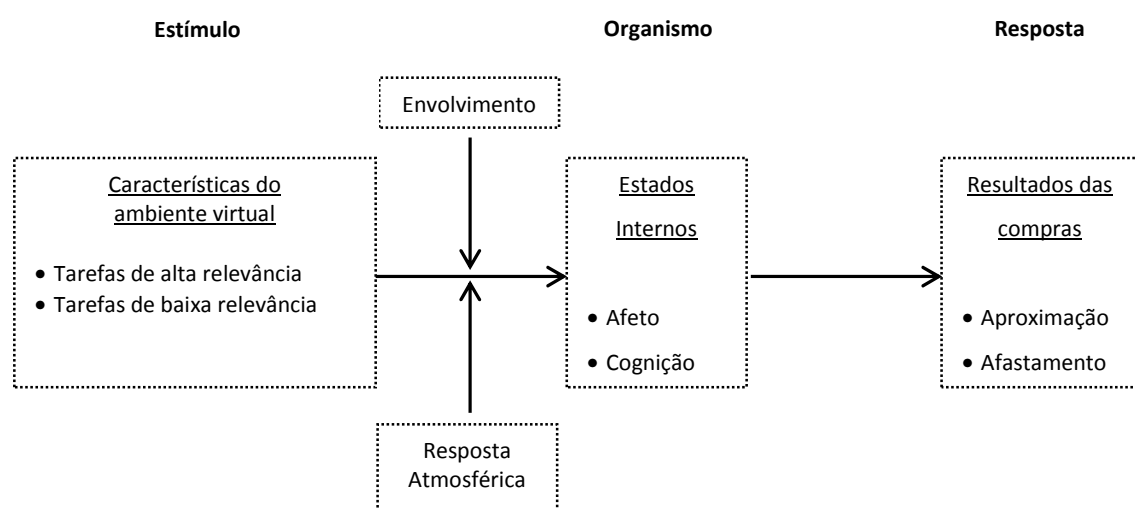 Estímulo
Organismo
Resposta
Envolvimento
Características do
ambiente virtual
• Tarefas de alta relevância
• Tarefas de baixa relevância
Estados
Internos
• Afeto
• Cognição
Resultados das
compras
• Aproximação
• Afastamento
Resposta
Atmosférica